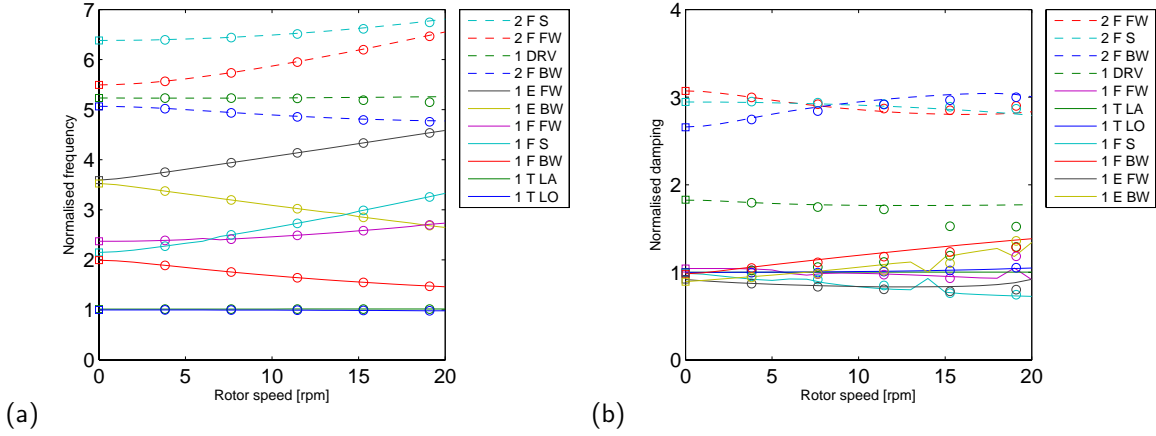 7
6
5
4
3
2
1
0
Normalised frequency
0 5 10 15 20
Rotor speed [rpm]
2 F S
2 F FW
1 DRV
2 F BW
1 E FW
1 E BW
1 F FW
1 F S
1 F BW
1 T LA
1 T LO
(a)
4
3
2
1
0
Normalised damping
0 5 10 15 20
Rotor speed [rpm]
2 F FW
2 F S
2 F BW
1 DRV
1 F FW
1 T LA
1 T LO
1 F S
1 F BW
1 E FW
1 E BW
(b)